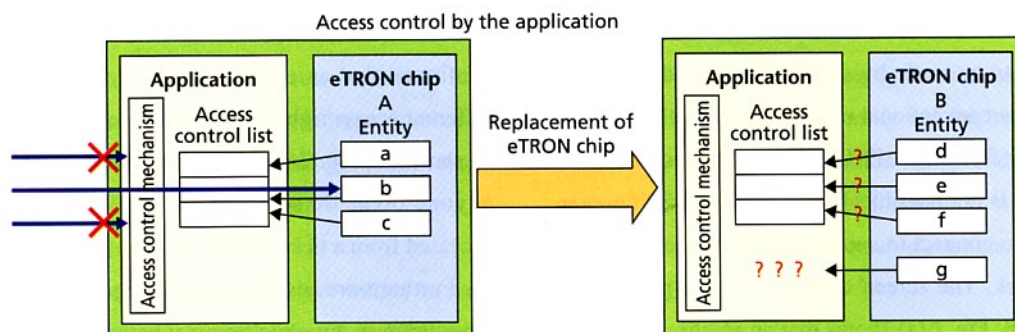 Access control by the application
Application
Access control mechanism
Access
control list
eTRON chip
A
Entity
a
b
c
Replacement of
eTRON chip
Application
Access control mechanism
Access
control list
? ? ? 
eTRON chip
B
Entity
?
d
?
e
?
f
g